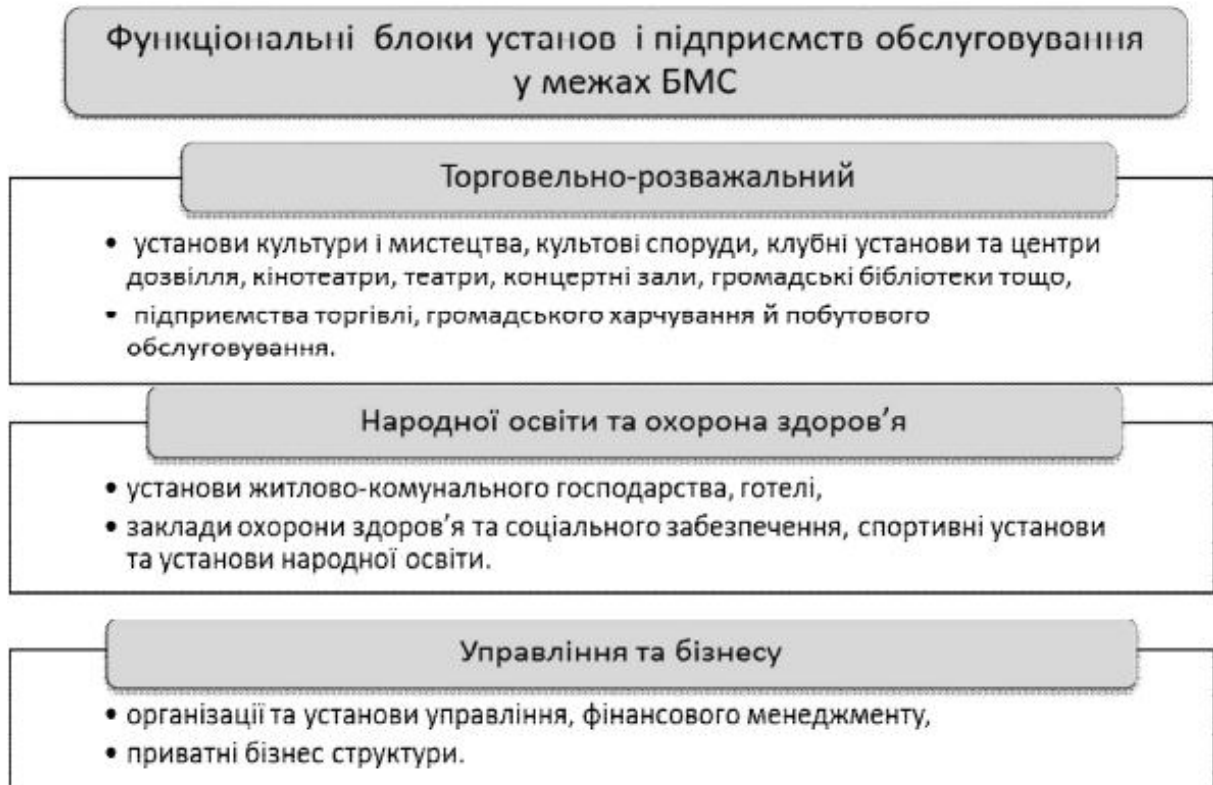 Функціональні блоки установ і підприємств обслуговування
у межах БМС
Торговельно-розважальний
• установи культури і мистецтва, культові споруди, клубні установи та центри
дозвілля, кінотеатри, театри, концертні зали, громадські бібліотеки тощо,
• підприємства торгівлі, громадського харчування й побутового
обслуговування.
Народної освіти та охорона здоров’я
• установи житлово-комунального господарства, готелі,
• заклади охорони здоров’я та соціального забезпечення, спортивні установи
та установи народної освіти.
Управління та бізнесу
• організації та установи управління, фінансового менеджменту,
• приватні бізнес структури.